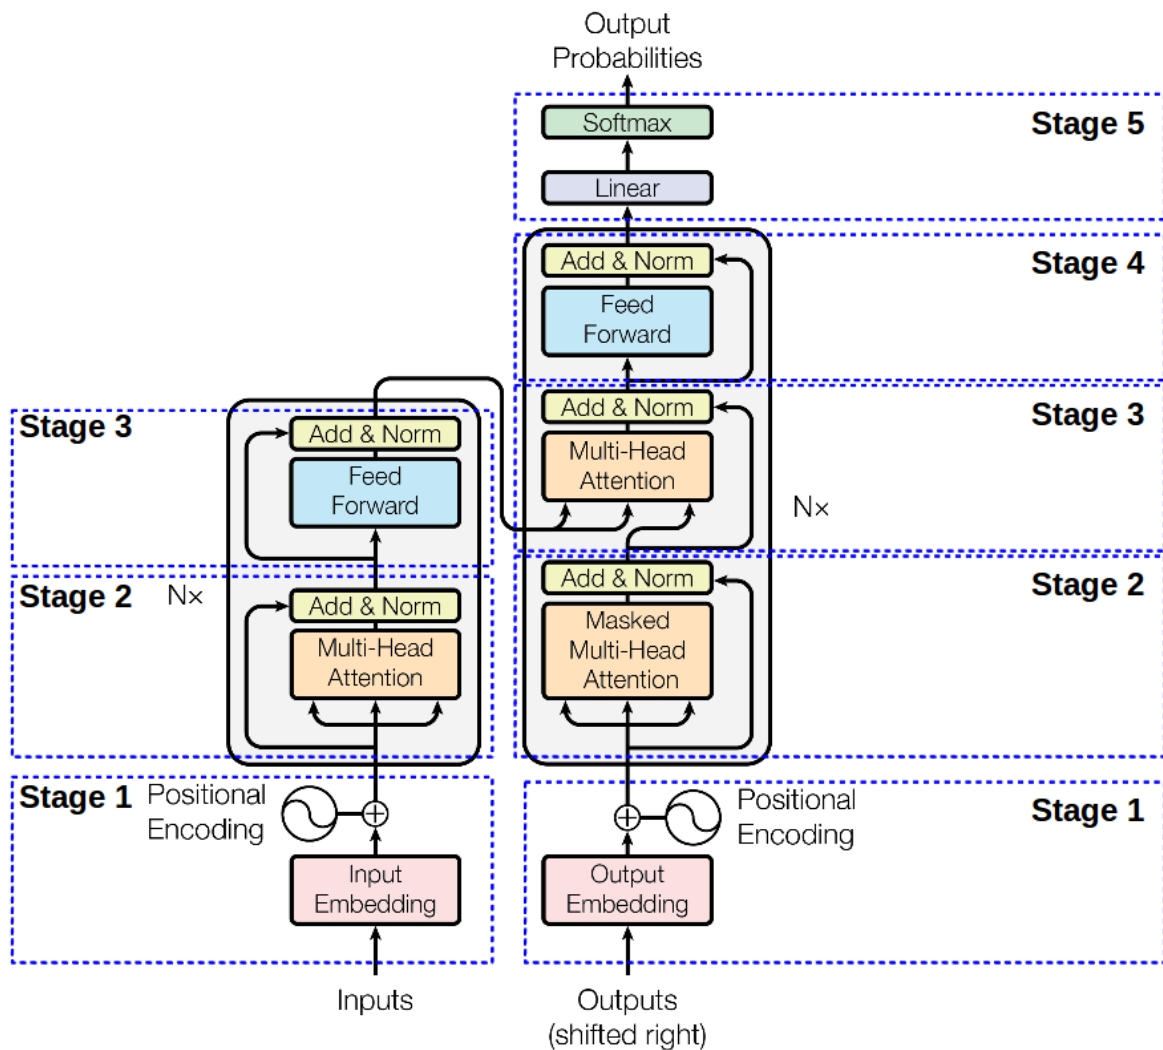 Output
Probabilities
Softmax
Stage 5
Linear
Add & Norm
Stage 4
Feed
Forward
Add & Norm
Stage 3
Multi-Head
Attention
N×
Add & Norm
Stage 2
Masked
Multi-Head
Attention
Stage 3
Add & Norm
Feed
Forward
Stage 2
N×
Add & Norm
Multi-Head
Attention
Stage 1
Positional
Encoding
Input
Embedding
Inputs
Stage 1
Positional
Encoding
Output
Embedding
Outputs
(shifted right)